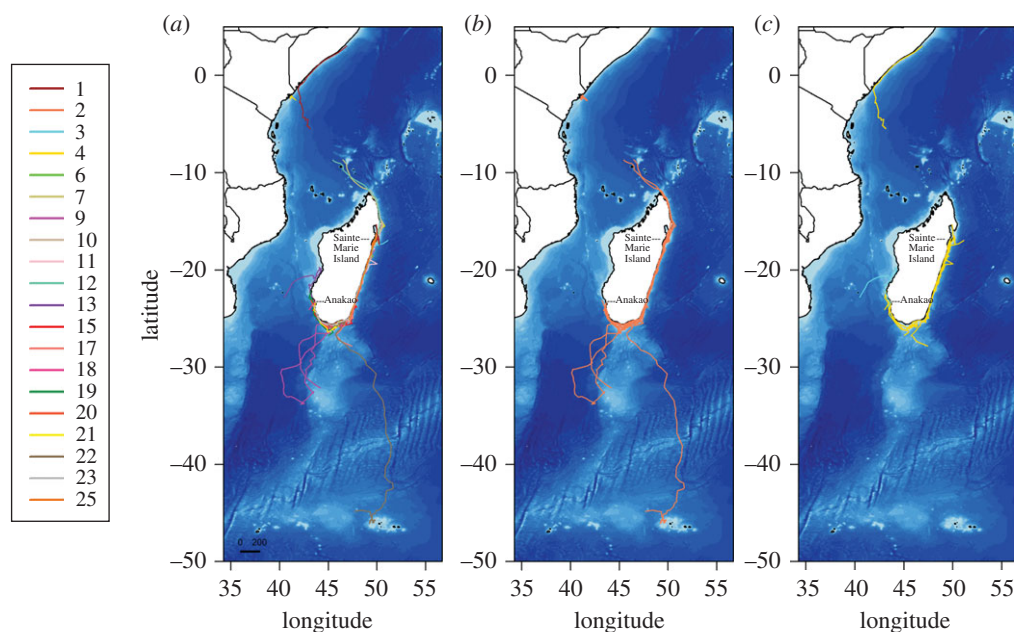 (a) (b) (c)
1
2
3
4
6
7
9
10
11
12
13
15
17
18
19
20
21
22
23
25
latitude
0
–10
–20
–30
–40
–50
Sainte---
Marie
Island
---Anakao
0 200
35 40 45 50 55
longitude
5
0
–10
–20
–30
–40
–50
Sainte---
Marie
Island
---Anakao
35 40 45 50 55
longitude
5
0
–10
–20
–30
–40
–50
Sainte---
Marie
Island
---Anakao
35 40 45 50 55
longitude